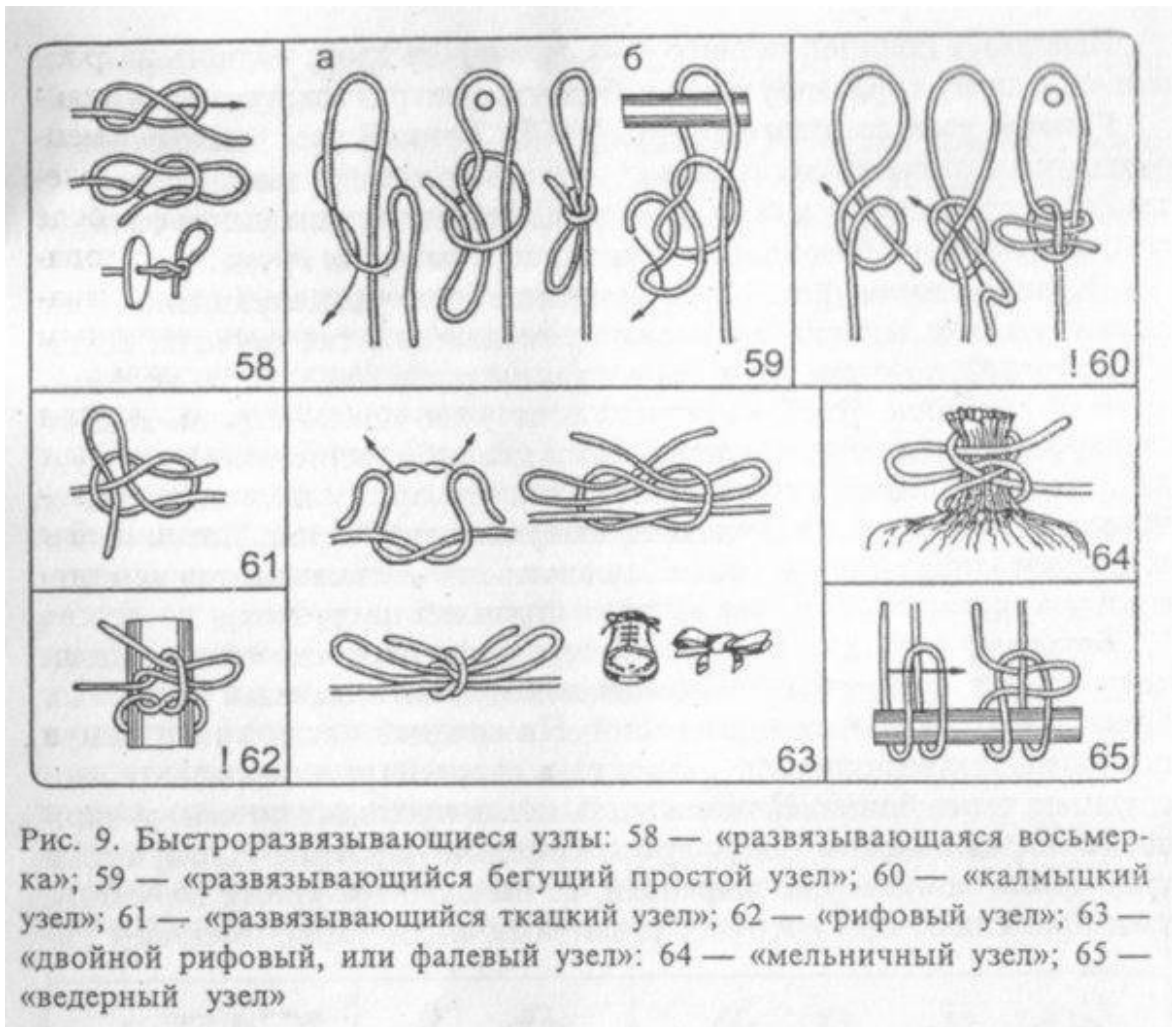 а
б
58
59
! 60
61
64
! 62
63
65
Рис. 9. Быстроразвязывающиеся узлы: 58 — «развязывающаяся восьмер-
ка»; 59 — «развязывающийся бегущий простой узел»; 60 — «калмыцкий
узел»; 61 — «развязывающийся ткацкий узел»; 62 — «рифовый узел»; 63 —
«двойной рифовый, или фалевый узел»: 64 — «мельничный узел»; 65 —
«ведерный узел»